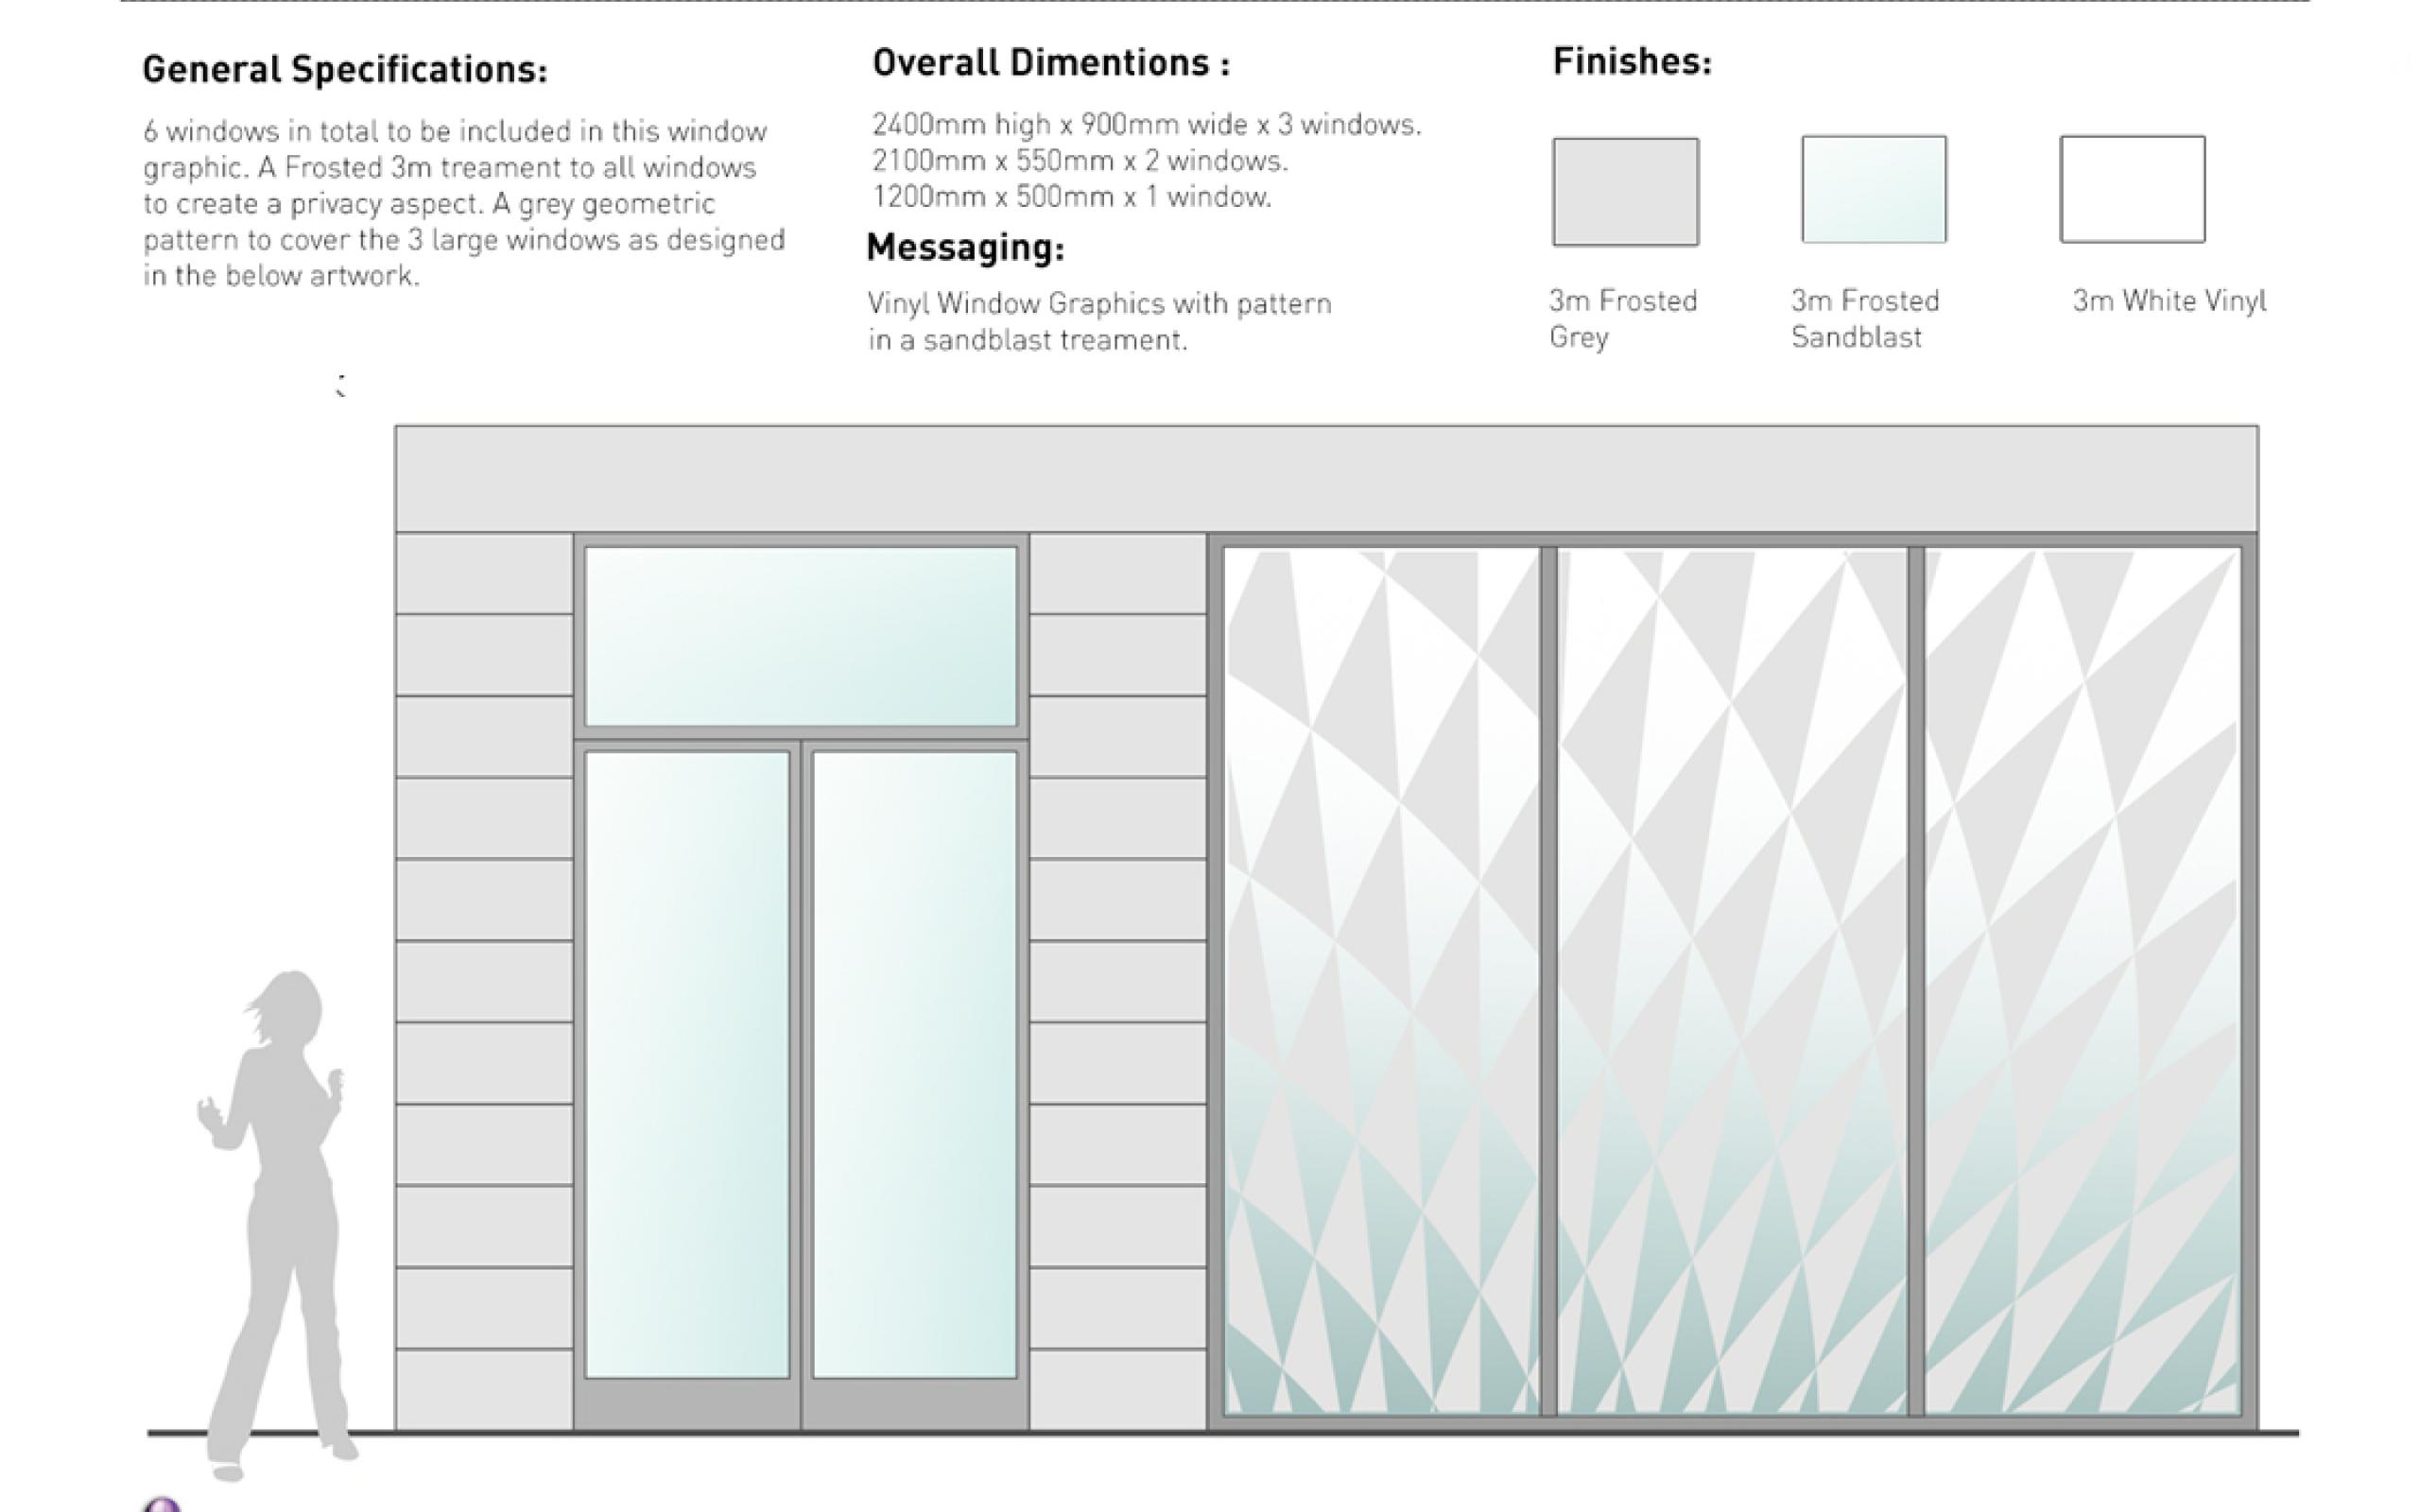 General Specifications:
6 windows in total to be included in this window
graphic. A Frosted 3m treament to all windows
to create a privacy aspect. A grey geometric
pattern to cover the 3 large windows as designed
in the below artwork.
Overall Dimentions :
2400mm high x 900mm wide x 3 windows.
2100mm x 550mm x 2 windows.
1200mm x 500mm x 1 window.
Messaging:
Vinyl Window Graphics with pattern
in a sandblast treament.
Finishes:
3m Frosted
Grey
3m Frosted
Sandblast
3m White Vinyl